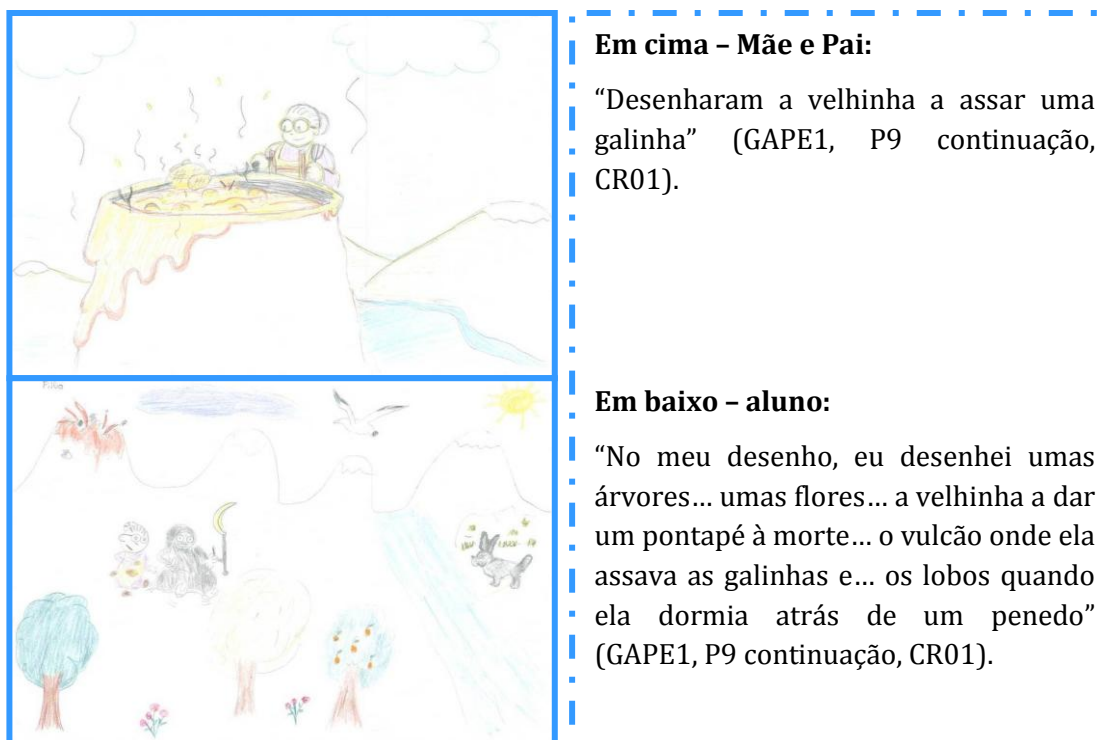 Em cima – Mãe e Pai:
“Desenharam a velhinha a assar uma
galinha” (GAPE1, P9 continuação,
CR01).
Em baixo – aluno:
“No meu desenho, eu desenhei umas
árvores… umas flores… a velhinha a dar
um pontapé à morte… o vulcão onde ela
assava as galinhas e… os lobos quando
ela dormia atrás de um penedo”
(GAPE1, P9 continuação, CR01).